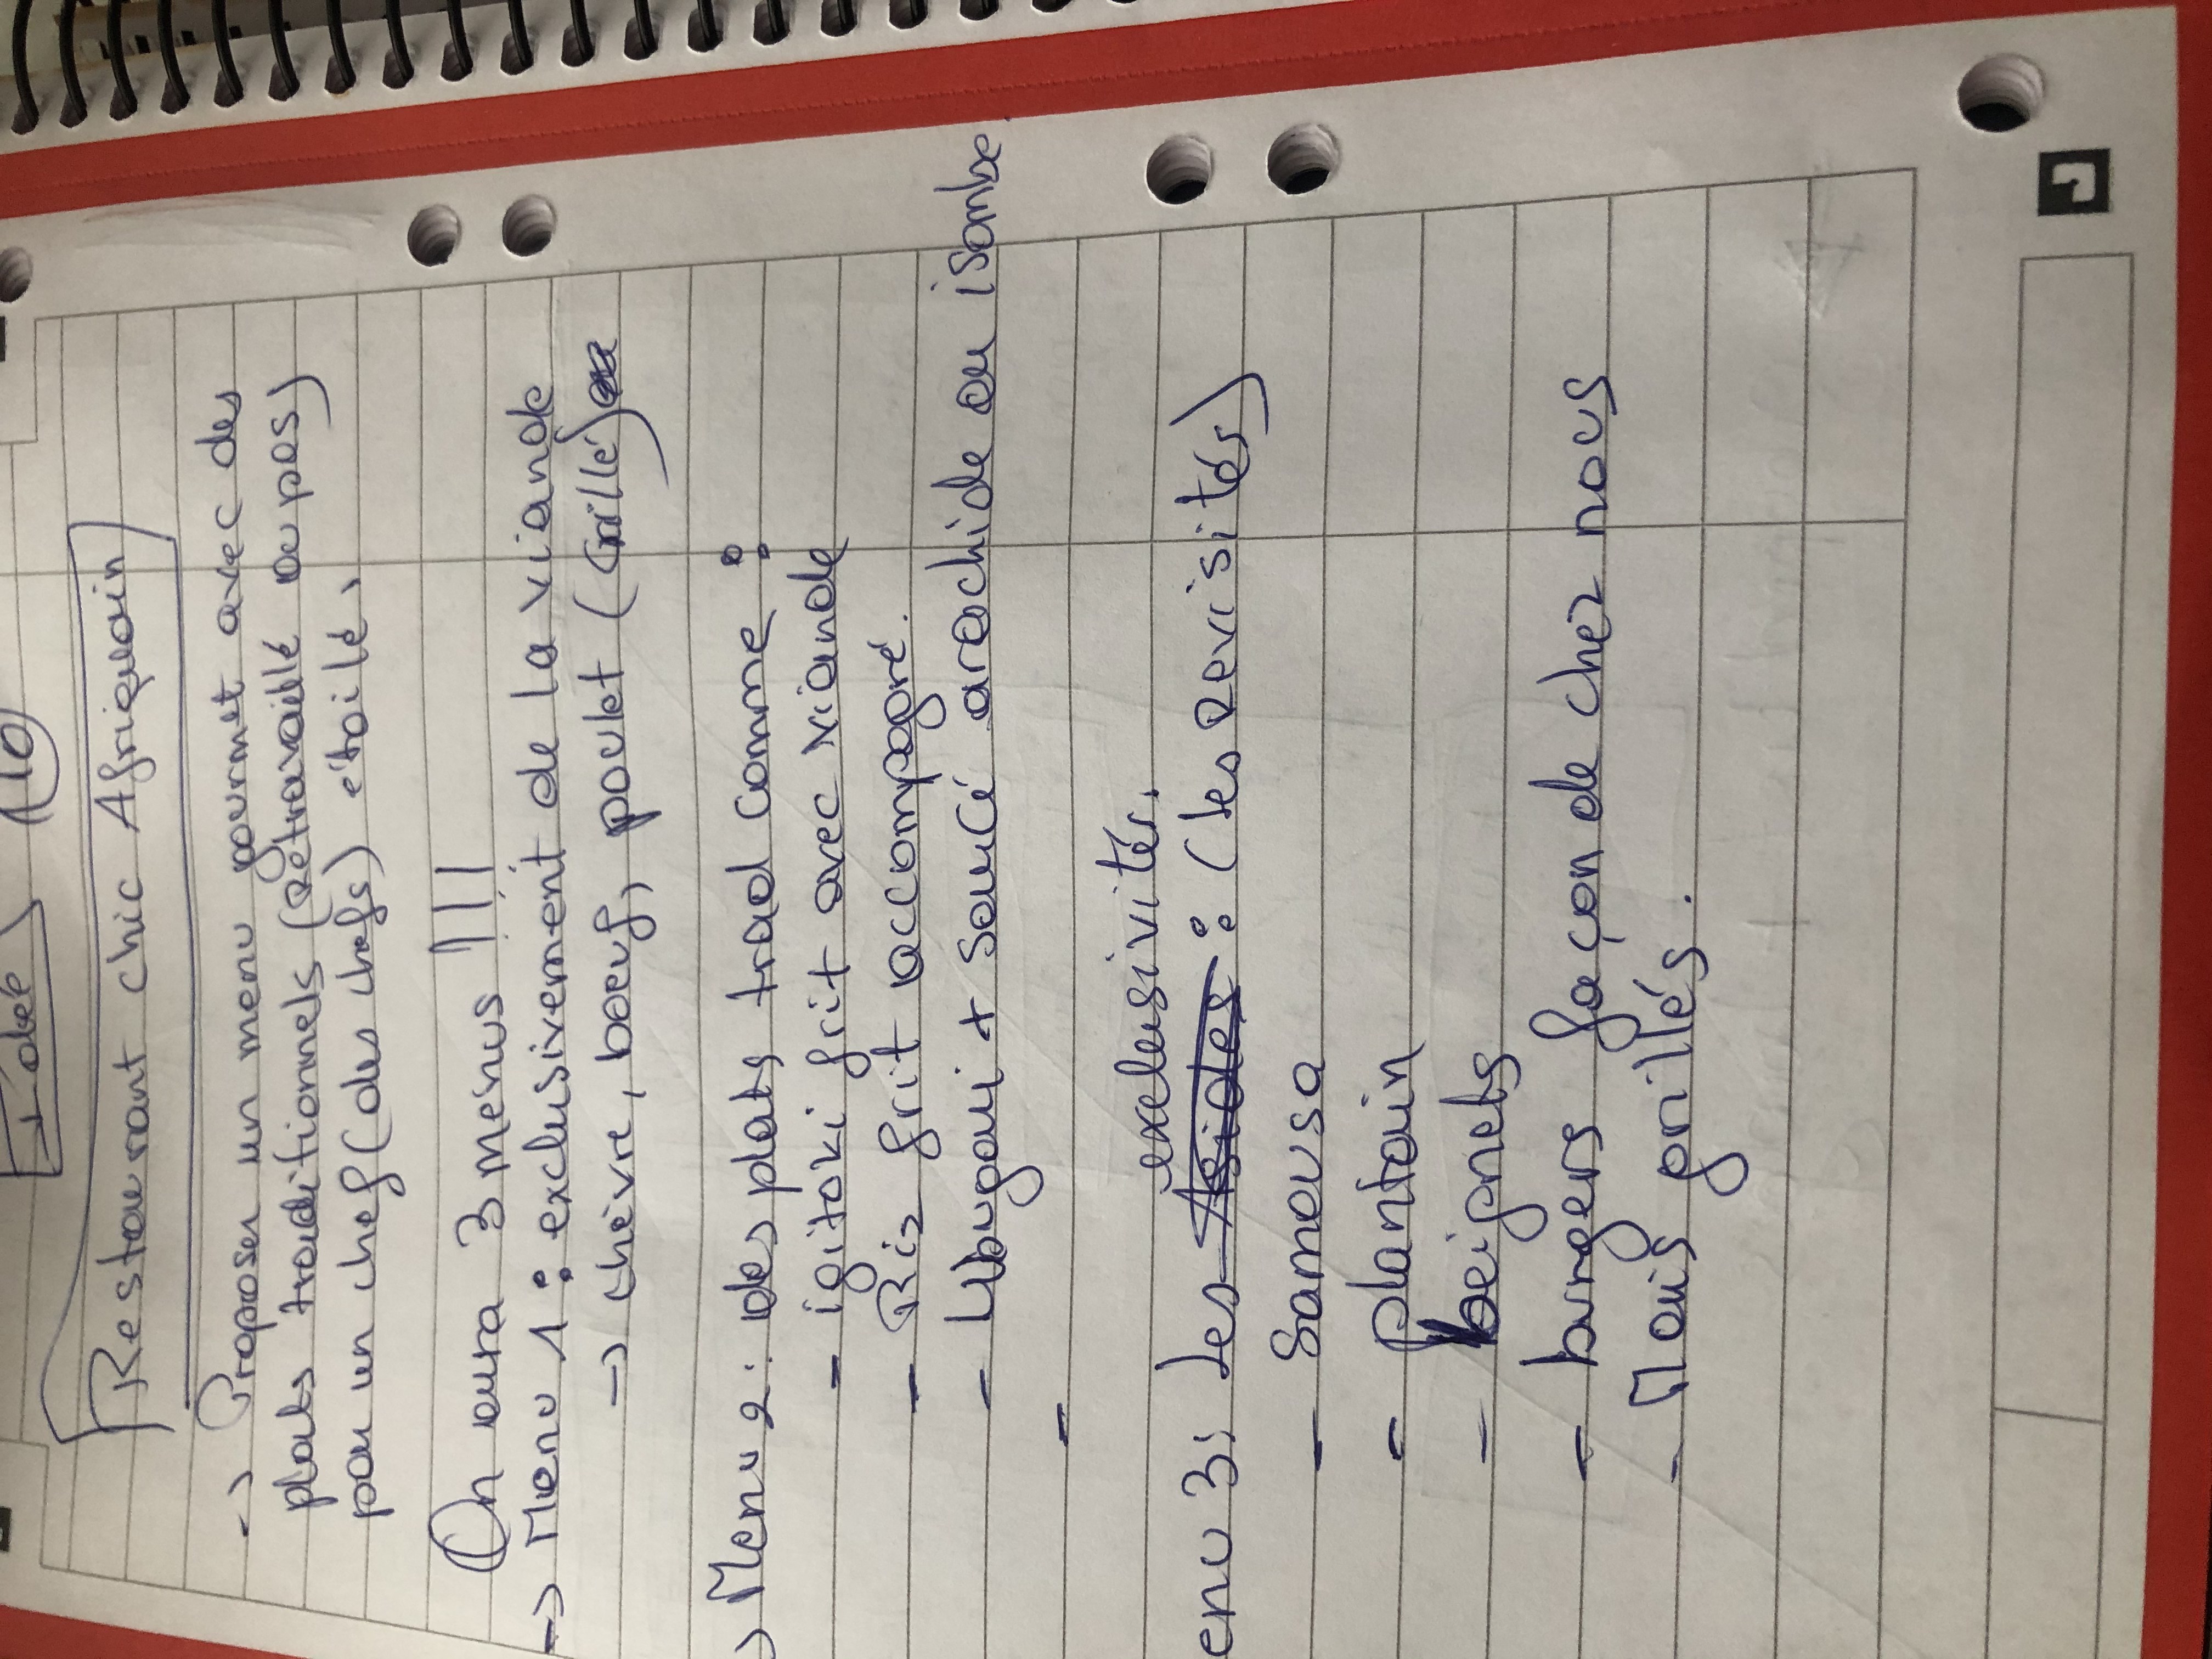 Idée 10
Restaurant chic Afriquain
-> Proposer un menu gourmet avec des
plats traditionnels (Retravaillé ou pas)
par un chef (des chefs) étoilé.
On aura 3 menus !!!
-> Menu 1 : exclusivement de la viande
-> chèvre, boeuf, poulet (Grillé)
Menu 2 : des plats trad comme :
- igitoki frit avec viande
- Riz frit accompagné.
- Ubugari + Sauce arachide ou isombe
-
exclusivités.
enu 3: Les : (les Revisités)
- Samousa
- plantain
- beignets
- burgers façon de chez nous
- Maïs grillés.